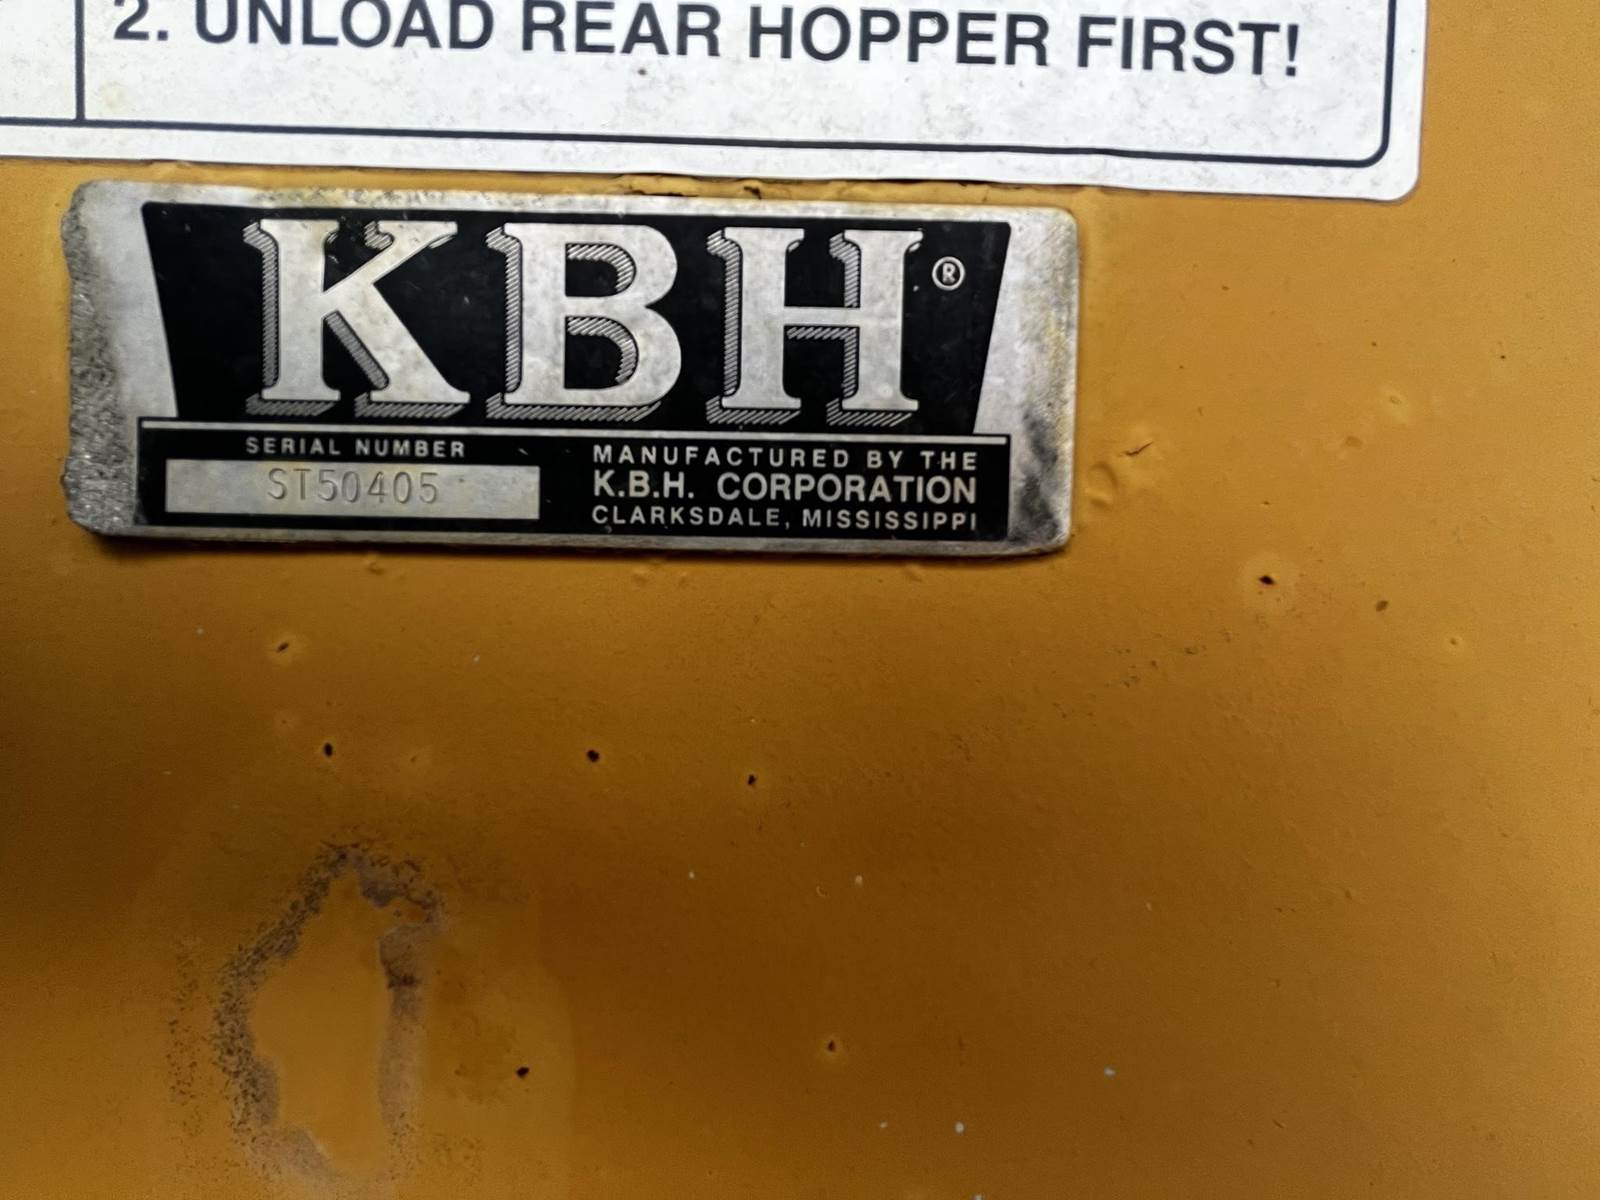 2. UNLOAD REAR HOPPER FIRST!
KBH®
SERIAL NUMBER
ST50405
MANUFACTURED BY THE
K.B.H. CORPORATION
CLARKSDALE, MISSISSIPPI